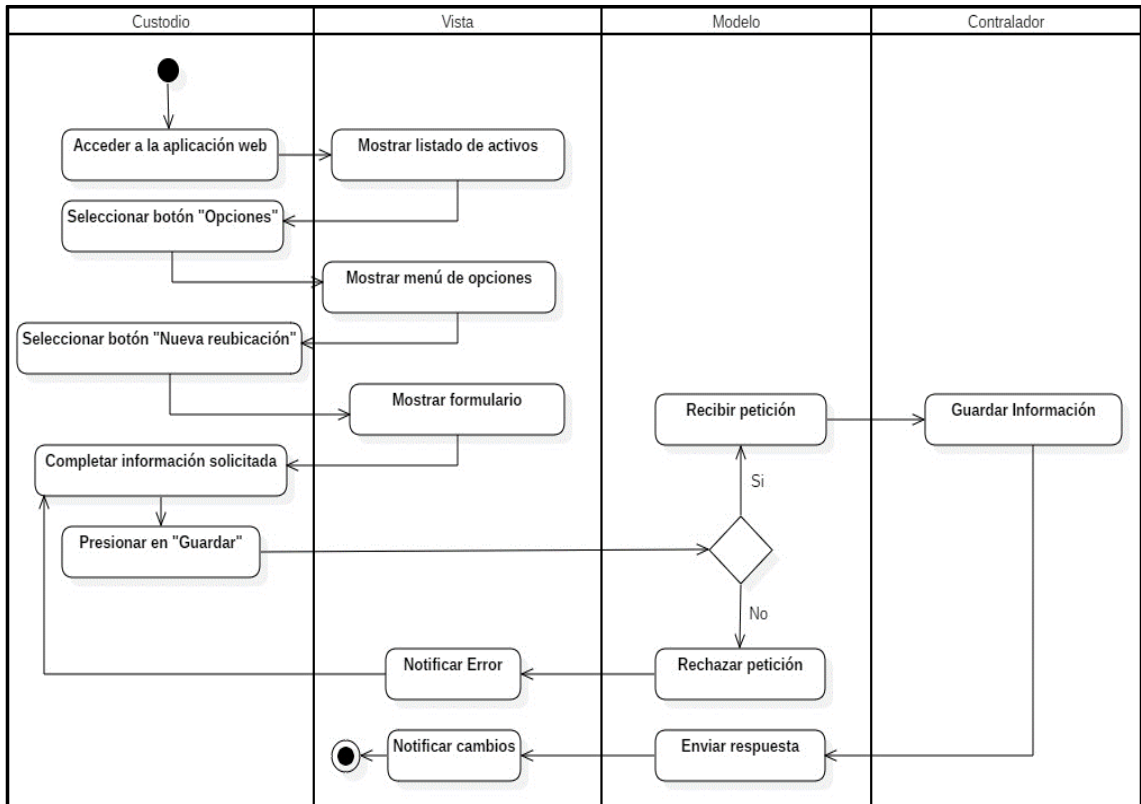 Custodio
Vista
Modelo
Contralador
Acceder a la aplicación web
Mostrar listado de activos
Seleccionar botón "Opciones"
Mostrar menú de opciones
Seleccionar botón "Nueva reubicación"
Mostrar formulario
Recibir petición
Guardar Información
Completar información solicitada
Si
Presionar en "Guardar"
No
Notificar Error
Rechazar petición
Notificar cambios
Enviar respuesta